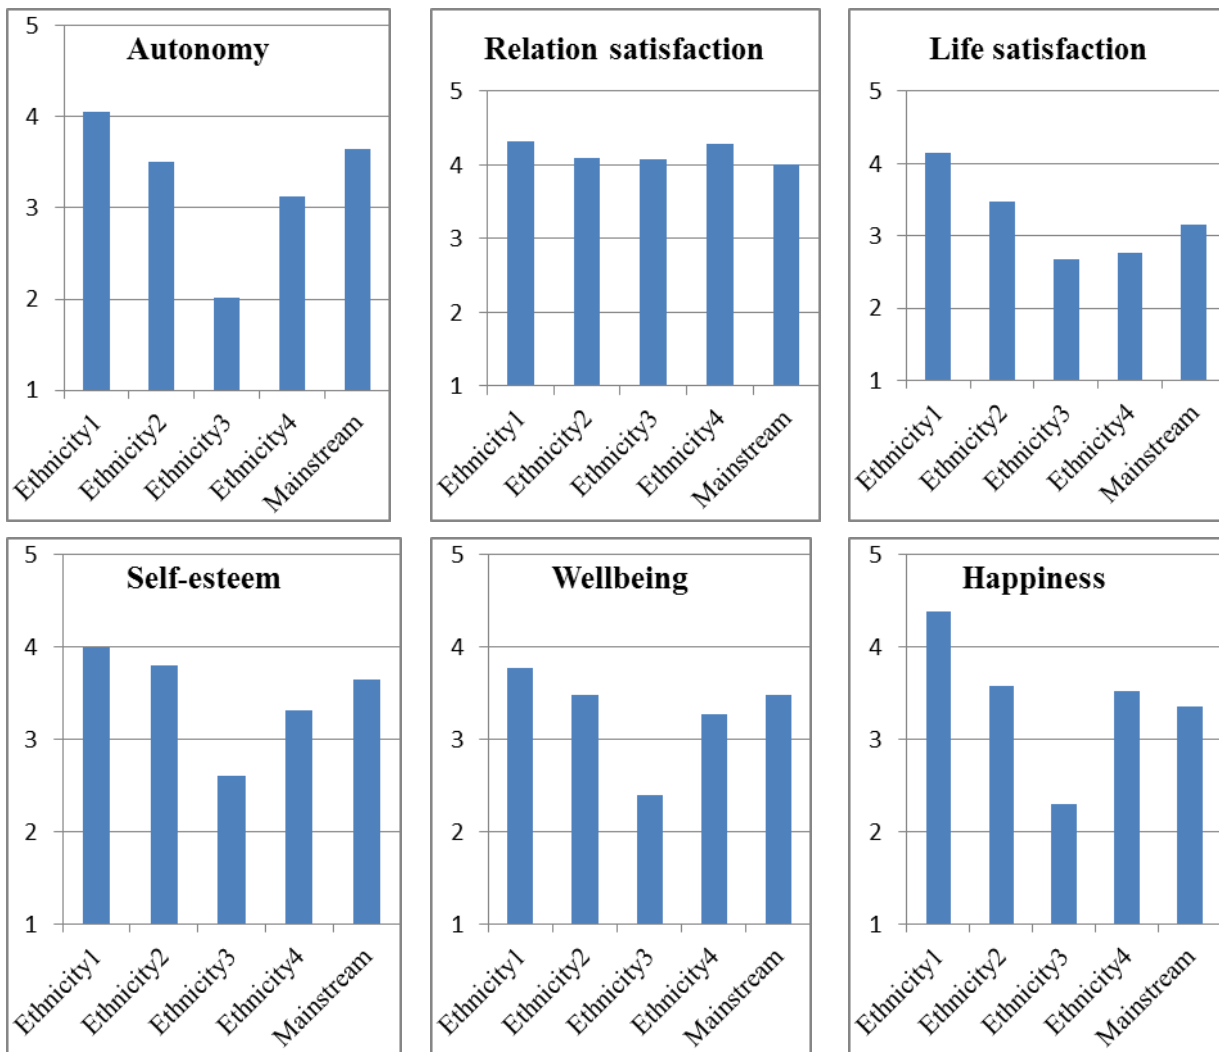 Autonomy
5
4
3
2
1
Ethnicity1
Ethnicity2
Ethnicity3
Ethnicity4
Mainstream
Relation satisfaction
5
4
3
2
1
Ethnicity1
Ethnicity2
Ethnicity3
Ethnicity4
Mainstream
Life satisfaction
5
4
3
2
1
Ethnicity1
Ethnicity2
Ethnicity3
Ethnicity4
Mainstream
Self-esteem
5
4
3
2
1
Ethnicity1
Ethnicity2
Ethnicity3
Ethnicity4
Mainstream
Wellbeing
5
4
3
2
1
Ethnicity1
Ethnicity2
Ethnicity3
Ethnicity4
Mainstream
Happiness
5
4
3
2
1
Ethnicity1
Ethnicity2
Ethnicity3
Ethnicity4
Mainstream